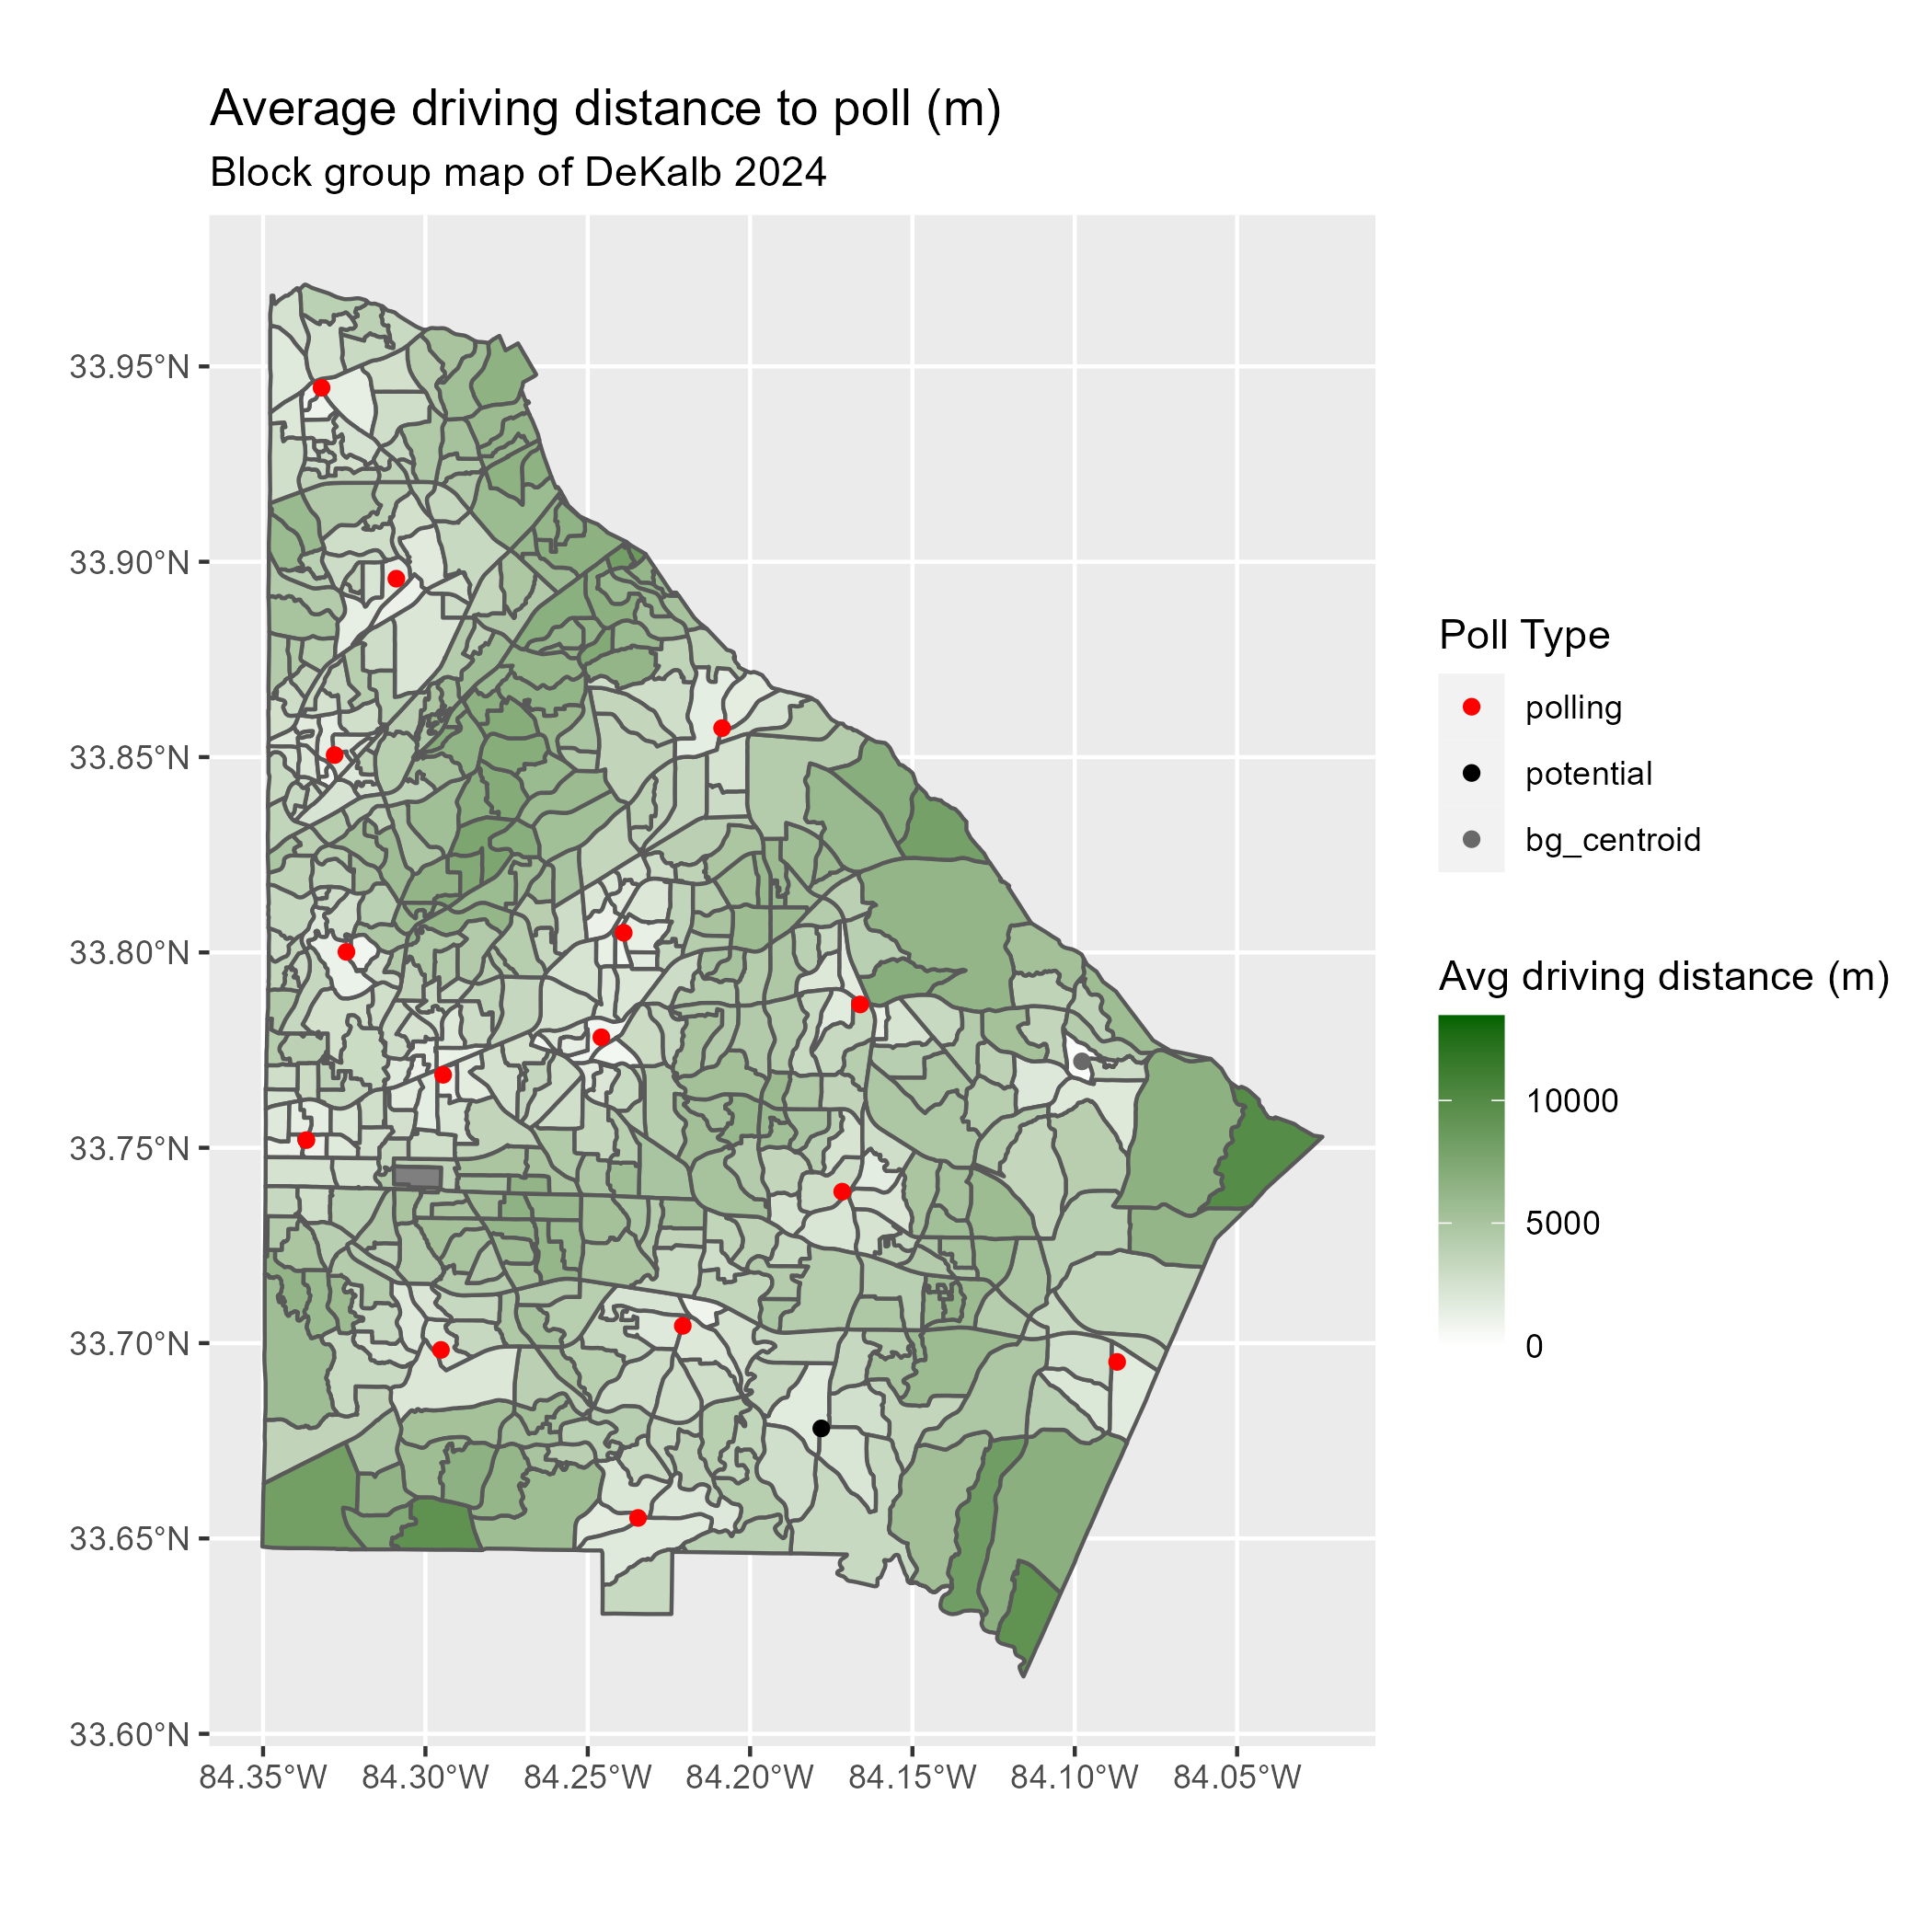 Average driving distance to poll (m)
Block group map of DeKalb 2024
33.95°N
33.90°N
33.85°N
33.80°N
33.75°N
33.70°N
33.65°N
33.60°N
84.35°W 84.30°W 84.25°W 84.20°W 84.15°W 84.10°W 84.05°W
Poll Type
polling
potential
bg_centroid
Avg driving distance (m)
10000
5000
0